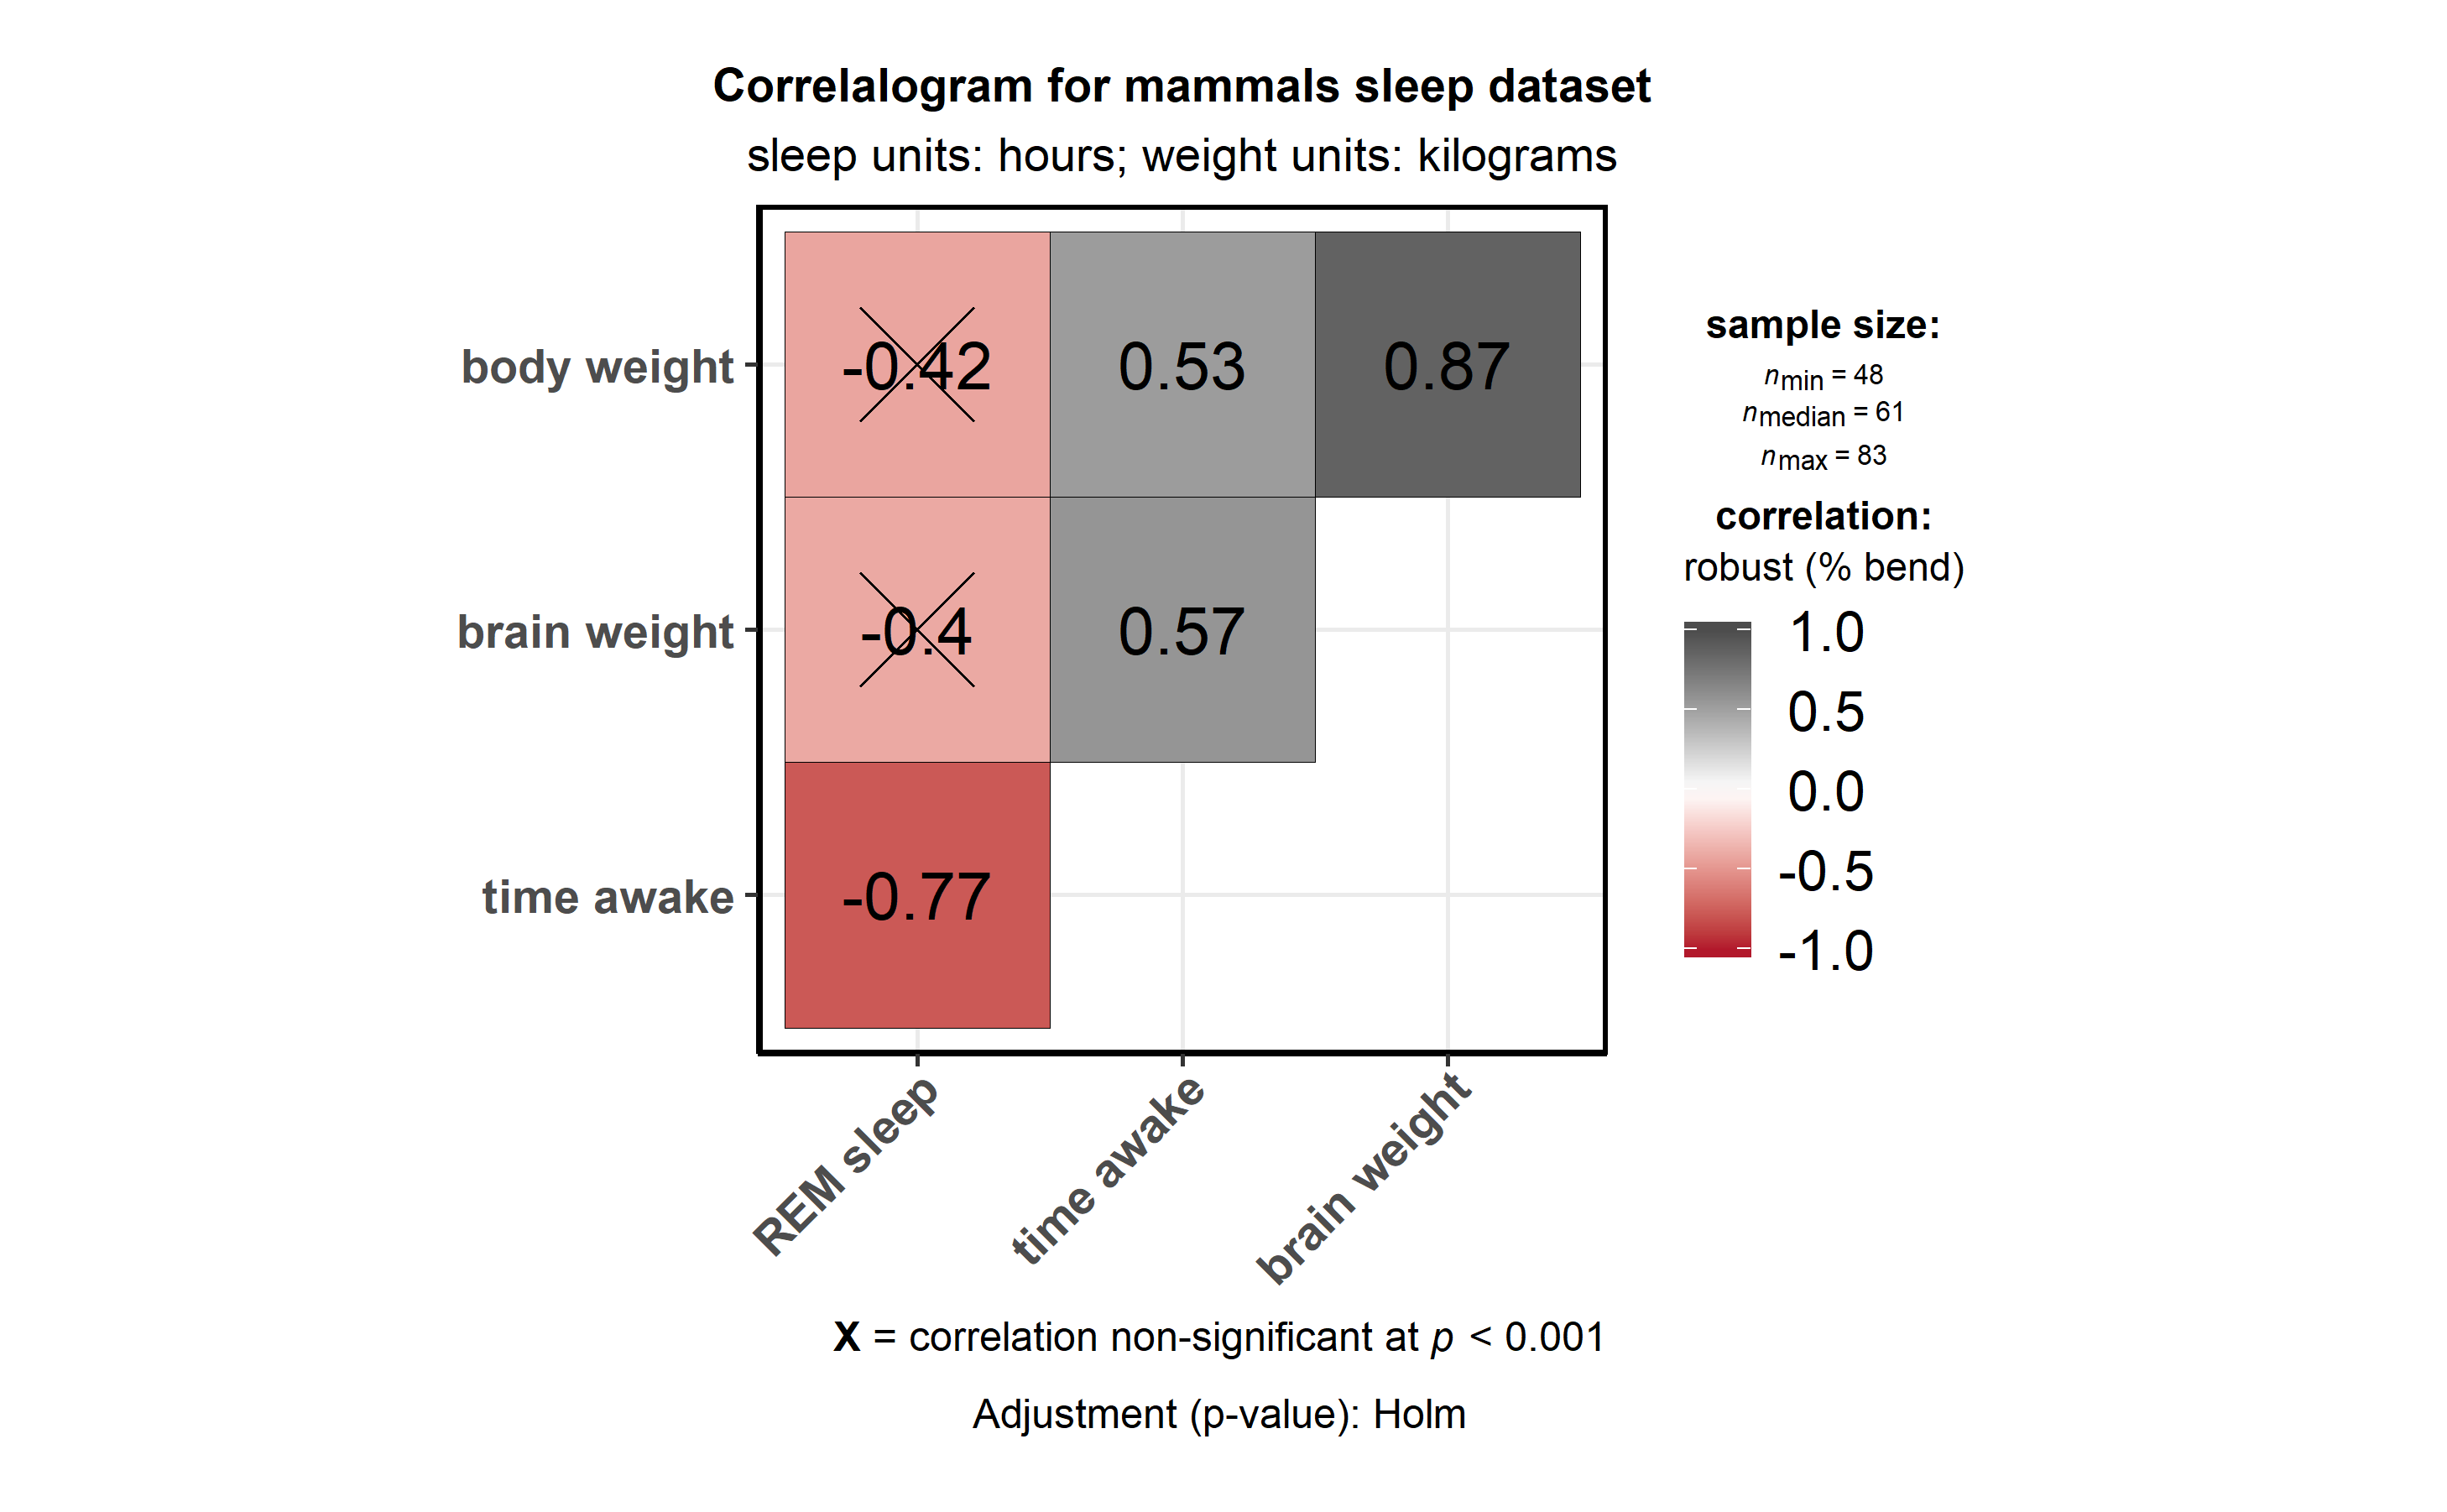 Correlalogram for mammals sleep dataset
sleep units: hours; weight units: kilograms
body weight
-0.42
0.53
0.87
brain weight
-0.4
0.57
time awake
-0.77
REM sleep
time awake
brain weight
sample size:
n min = 48
n median = 61
n max = 83
correlation:
robust (% bend)
1.0
0.5
0.0
-0.5
-1.0
X = correlation non-significant at p < 0.001
Adjustment (p-value): Holm